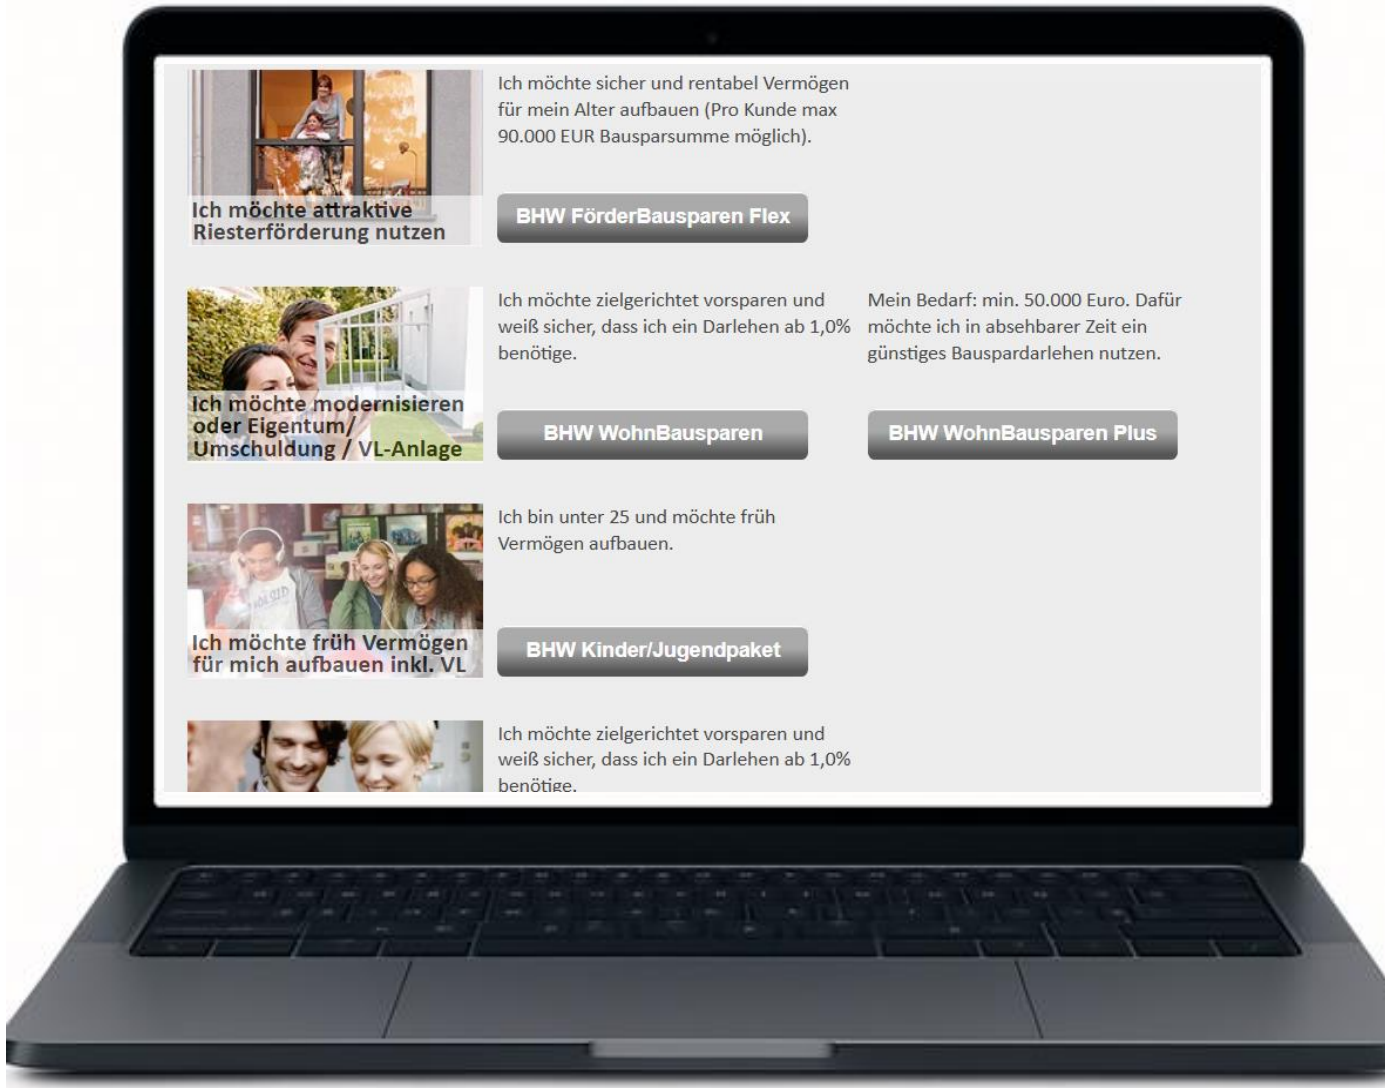 Ich möchte attraktive
Riesterförderung nutzen
Ich möchte sicher und rentabel Vermögen
für mein Alter aufbauen (Pro Kunde max
90.000 EUR Bausparsumme möglich).
BHW FörderBausparen Flex
Ich möchte modernisieren
oder Eigentum/
Umschuldung / VL-Anlage
Ich möchte zielgerichtet vorsparen und
weiß sicher, dass ich ein Darlehen ab 1,0%
benötige.
BHW WohnBausparen
Mein Bedarf: min. 50.000 Euro. Dafür
möchte ich in absehbarer Zeit ein
günstiges Bauspardarlehen nutzen.
BHW WohnBausparen Plus
Ich möchte früh Vermögen
für mich aufbauen inkl. VL
Ich bin unter 25 und möchte früh
Vermögen aufbauen.
BHW Kinder/Jugendpaket
Ich möchte zielgerichtet vorsparen und
weiß sicher, dass ich ein Darlehen ab 1,0%
benötige.